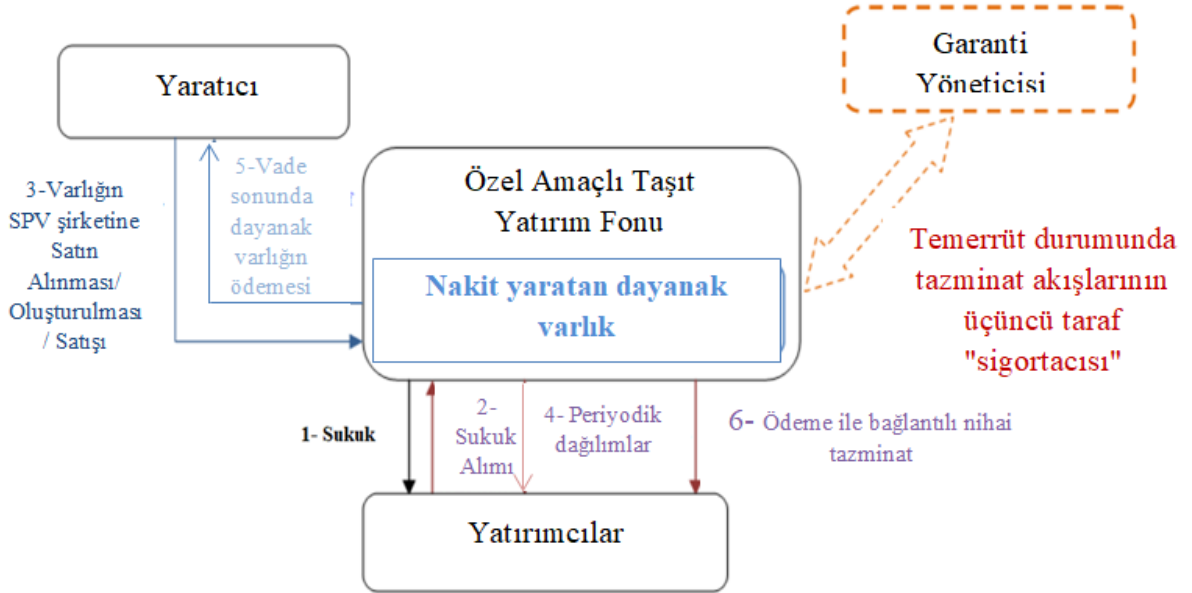 Yaratıcı
Garanti
Yöneticisi
3-Varlığın
SPV şirketine
Satın
Alınması/
Oluşturulması
/ Satışı
5-Vade
sonunda
dayanak
varlığın
ödemesi
Özel Amaçlı Taşıt
Yatırım Fonu
Nakit yaratan dayanak
varlık
Temerrüt durumunda
tazminat akışlarının
üçüncü taraf
"sigortacısı"
1- Sukuk
2-
Sukuk
Alımı
4- Periyodik
dağılımlar
6- Ödeme ile bağlantılı nihai
tazminat
Yatırımcılar